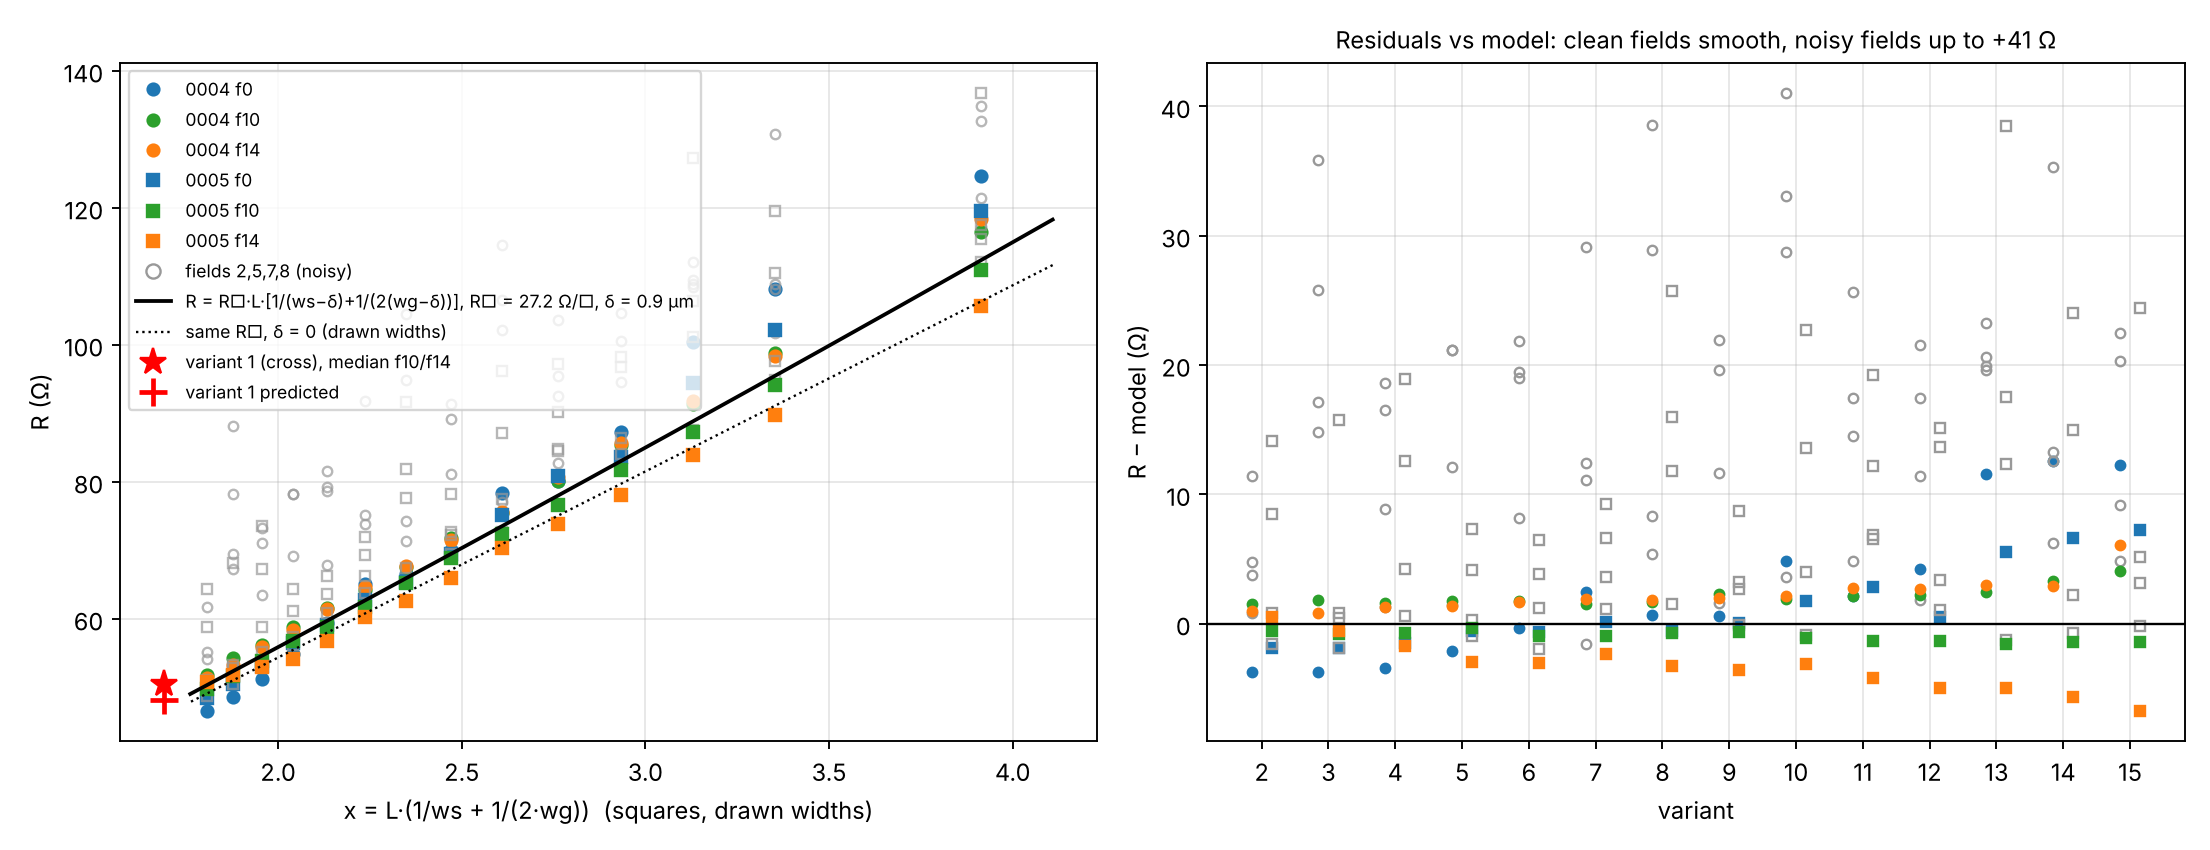 140
120
100
80
60
R (Ω)
0004 f0
0004 f10
0004 f14
0005 f0
0005 f10
0005 f14
fields 2,5,7,8 (noisy)
R = R□·L·[1/(ws−δ)+1/(2(wg−δ))], R□ = 27.2 Ω/□, δ = 0.9 µm
same R□, δ = 0 (drawn widths)
variant 1 (cross), median f10/f14
variant 1 predicted
2.0 2.5 3.0 3.5 4.0
x = L·(1/ws + 1/(2·wg)) (squares, drawn widths)
Residuals vs model: clean fields smooth, noisy fields up to +41 Ω
40
30
20
10
0
R − model (Ω)
2 3 4 5 6 7 8 9 10 11 12 13 14 15
variant